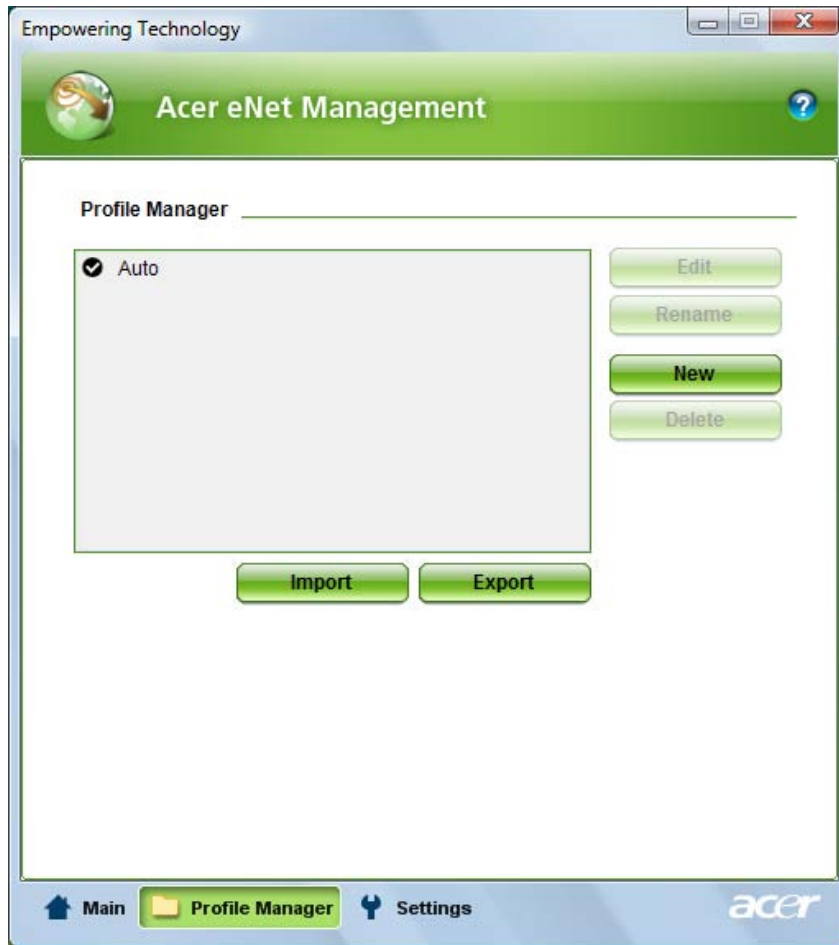 Empowering Technology
Acer eNet Management
?
Profile Manager
Auto
Edit
Rename
New
Delete
Import
Export
Main
Profile Manager
Settings
acer